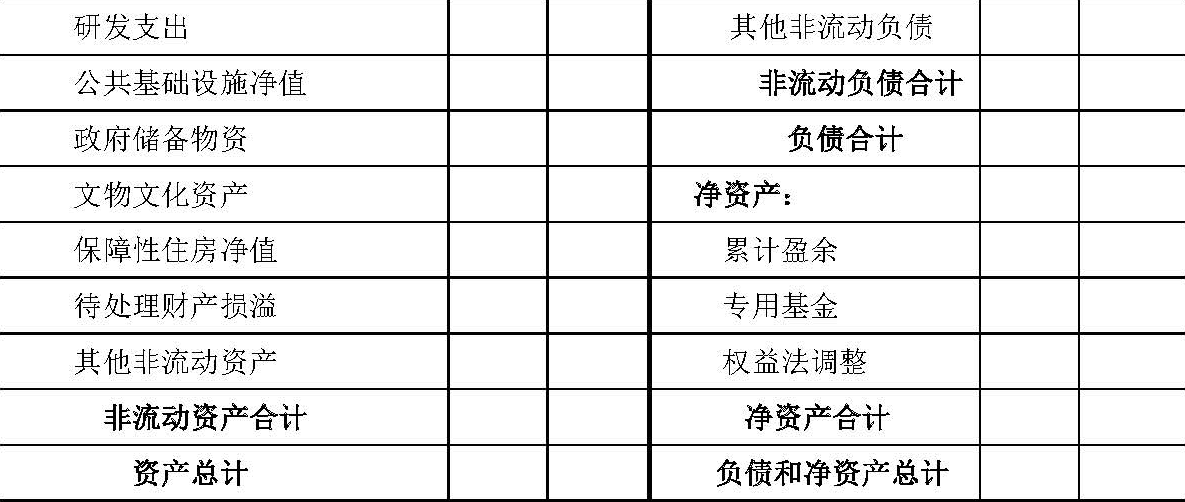 研发支出 其他非流动负债
公共基础设施净值 非流动负债合计
政府储备物资 负债合计
文物文化资产 净资产：
保障性住房净值 累计盈余
待处理财产损溢 专用基金
其他非流动资产 权益法调整
非流动资产合计 净资产合计
资产总计 负债和净资产总计